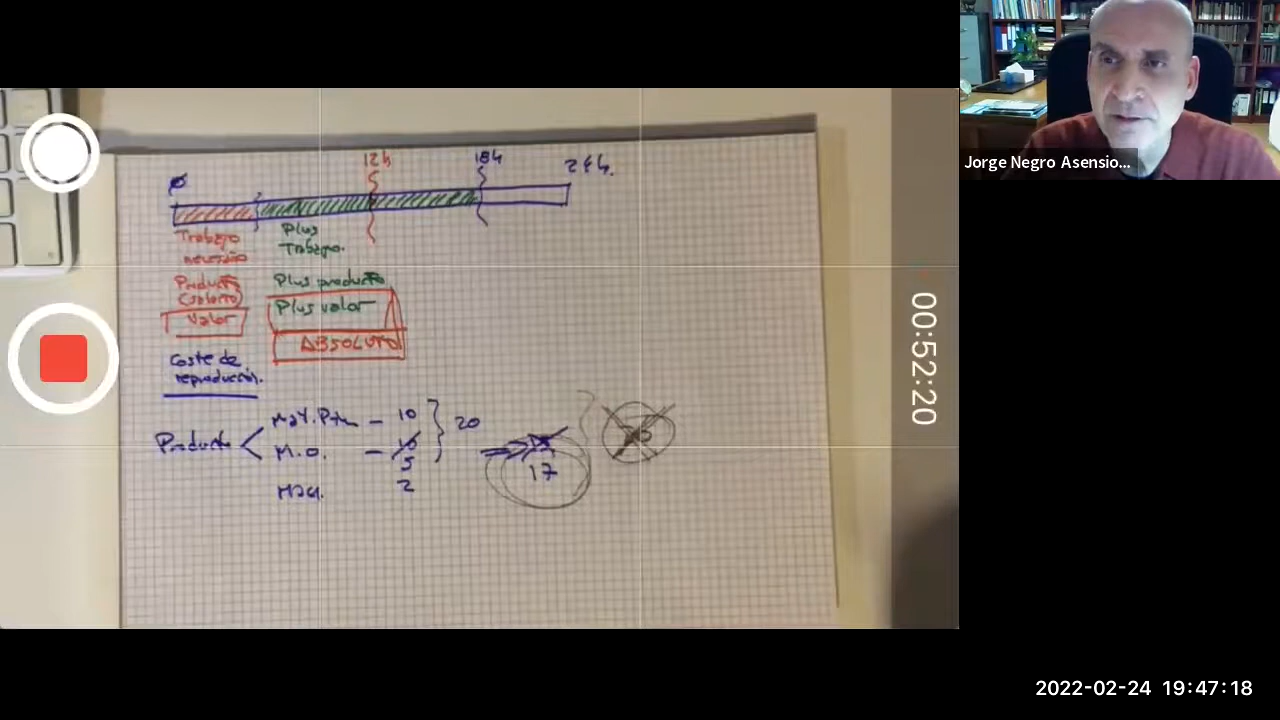 Jorge Negro Asensio...
0 12h 18h 24h.
Trabajo necesario
Plus Trabajo.
Producto (salario)
Plus producto
Valor
Plus valor
ABSOLUTO
Coste de reproducción.
Producto
Mat. Prim — 10
20
M.O. — 10
5
Maq. 2
17
00:52:20
2022-02-24 19:47:18